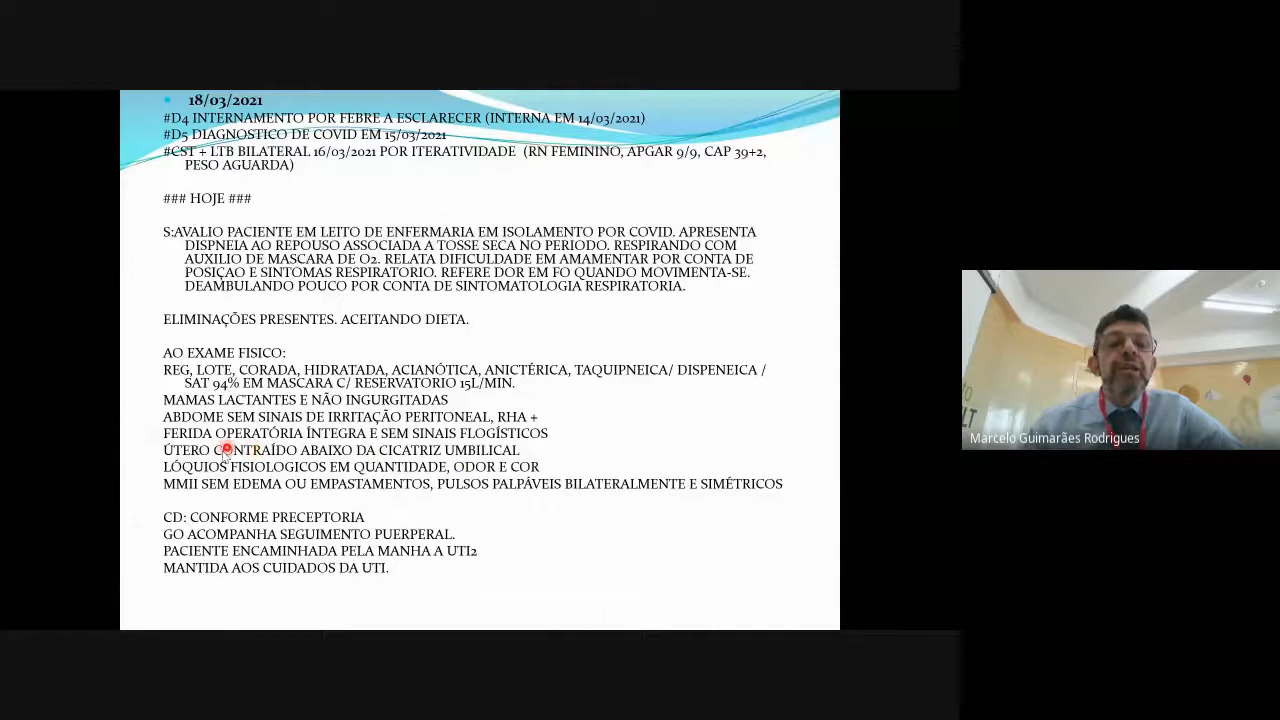 18/03/2021
#D4 INTERNAMENTO POR FEBRE A ESCLARECER (INTERNA EM 14/03/2021)
#D5 DIAGNOSTICO DE COVID EM 15/03/2021
#CST + LTB BILATERAL 16/03/2021 POR ITERATIVIDADE (RN FEMININO, APGAR 9/9, CAP 39+2,
PESO AGUARDA)
### HOJE ###
S:AVALIO PACIENTE EM LEITO DE ENFERMARIA EM ISOLAMENTO POR COVID. APRESENTA
DISPNEIA AO REPOUSO ASSOCIADA A TOSSE SECA NO PERIODO. RESPIRANDO COM
AUXILIO DE MASCARA DE O2. RELATA DIFICULDADE EM AMAMENTAR POR CONTA DE
POSIÇAO E SINTOMAS RESPIRATORIO. REFERE DOR EM FO QUANDO MOVIMENTA-SE.
DEAMBULANDO POUCO POR CONTA DE SINTOMATOLOGIA RESPIRATORIA.
ELIMINAÇÕES PRESENTES. ACEITANDO DIETA.
AO EXAME FISICO:
REG, LOTE, CORADA, HIDRATADA, ACIANÓTICA, ANICTÉRICA, TAQUIPNEICA/ DISPENEICA /
SAT 94% EM MASCARA C/ RESERVATORIO 15L/MIN.
MAMAS LACTANTES E NÃO INGURGITADAS
ABDOME SEM SINAIS DE IRRITAÇÃO PERITONEAL, RHA +
FERIDA OPERATÓRIA ÍNTEGRA E SEM SINAIS FLOGÍSTICOS
ÚTERO CONTRAÍDO ABAIXO DA CICATRIZ UMBILICAL
LÓQUIOS FISIOLOGICOS EM QUANTIDADE, ODOR E COR
MMII SEM EDEMA OU EMPASTAMENTOS, PULSOS PALPÁVEIS BILATERALMENTE E SIMÉTRICOS
CD: CONFORME PRECEPTORIA
GO ACOMPANHA SEGUIMENTO PUERPERAL.
PACIENTE ENCAMINHADA PELA MANHA A UTI2
MANTIDA AOS CUIDADOS DA UTI.
Marcelo Guimarães Rodrigues